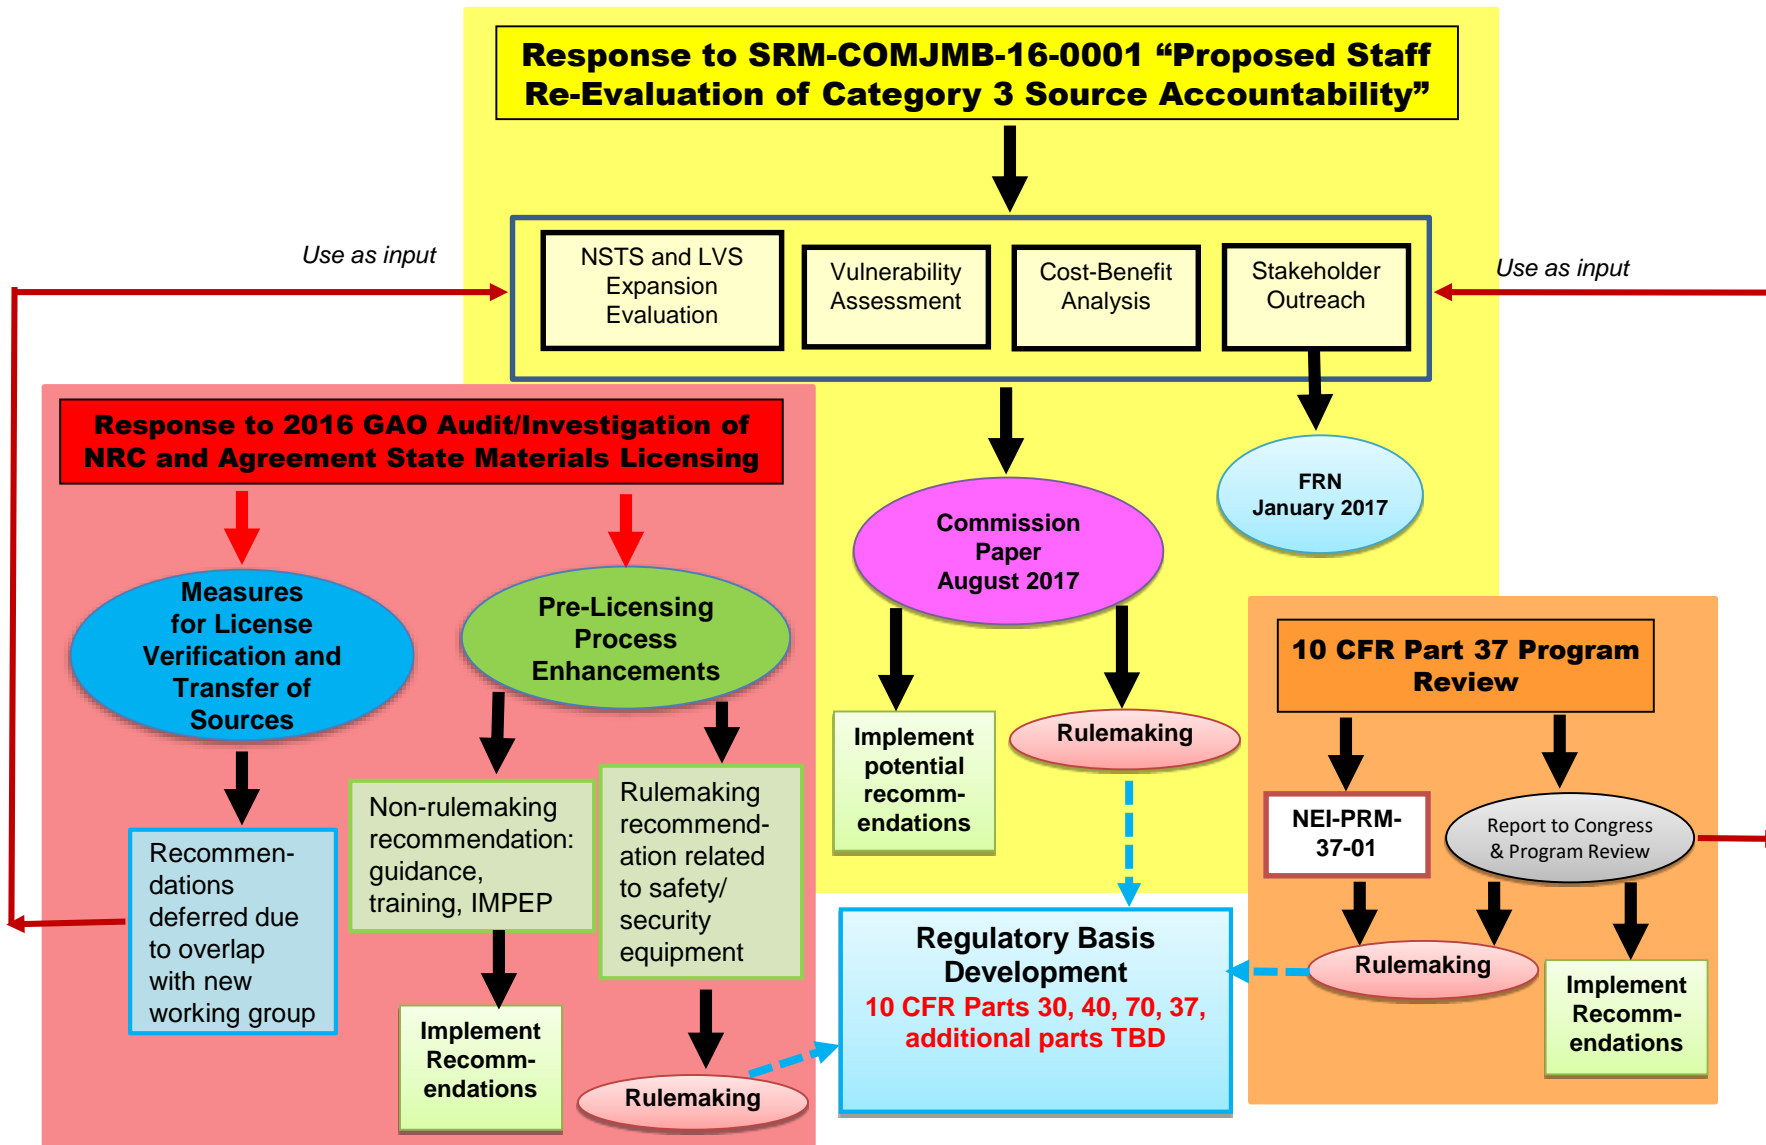 Response to SRM-COMJMB-16-0001 “Proposed Staff
Re-Evaluation of Category 3 Source Accountability”
Use as input
NSTS and LVS
Expansion
Evaluation
Vulnerability
Assessment
Cost-Benefit
Analysis
Stakeholder
Outreach
Use as input
Response to 2016 GAO Audit/Investigation of
NRC and Agreement State Materials Licensing
FRN
January 2017
Commission
Paper
August 2017
Measures
for License
Verification and
Transfer of
Sources
Pre-Licensing
Process
Enhancements
10 CFR Part 37 Program
Review
Implement
potential
recomm-
endations
Rulemaking
NEI-PRM-
37-01
Report to Congress
& Program Review
Recommen-
dations
deferred due
to overlap
with new
working group
Non-rulemaking
recommendation:
guidance,
training, IMPEP
Rulemaking
recommend-
ation related
to safety/
security
equipment
Regulatory Basis
Development
10 CFR Parts 30, 40, 70, 37,
additional parts TBD
Rulemaking
Implement
Recomm-
endations
Implement
Recomm-
endations
Rulemaking